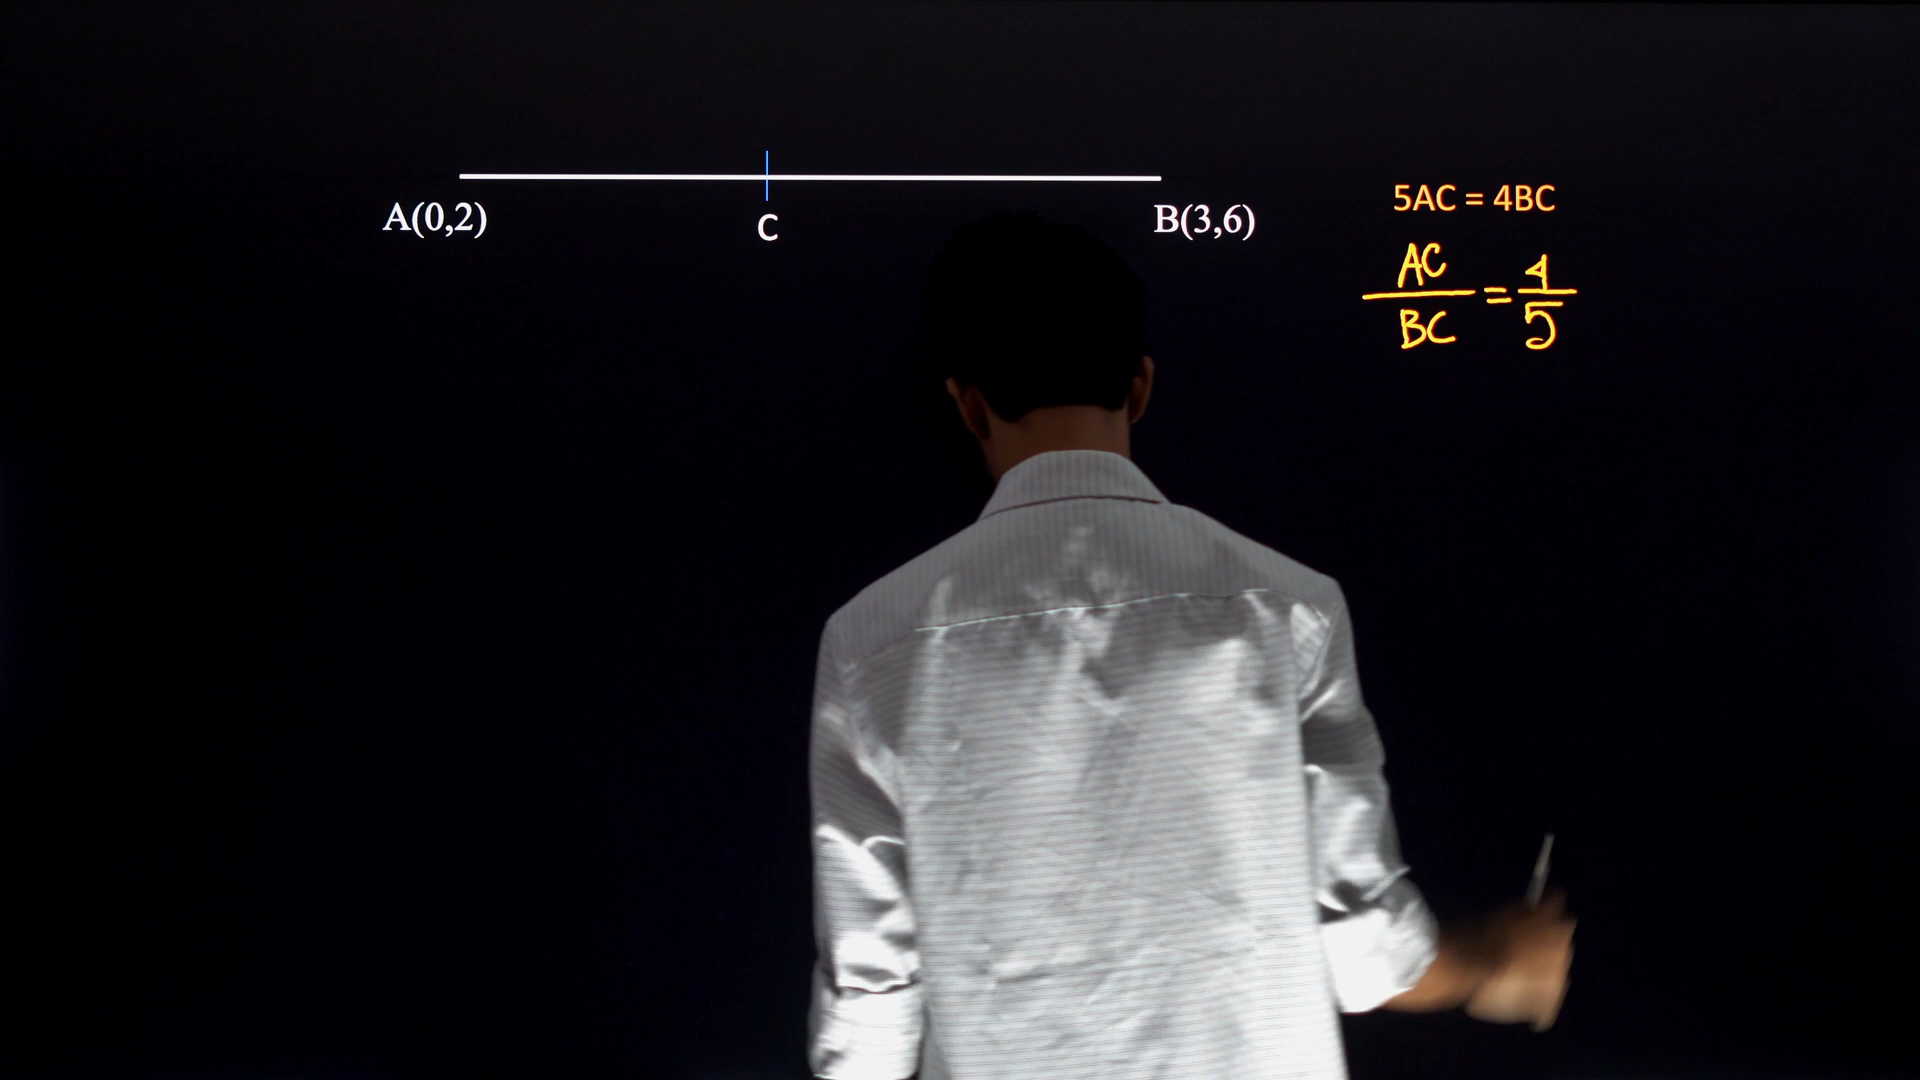 A(0,2)
C
B(3,6)
5AC = 4BC
AC/BC = 4/5